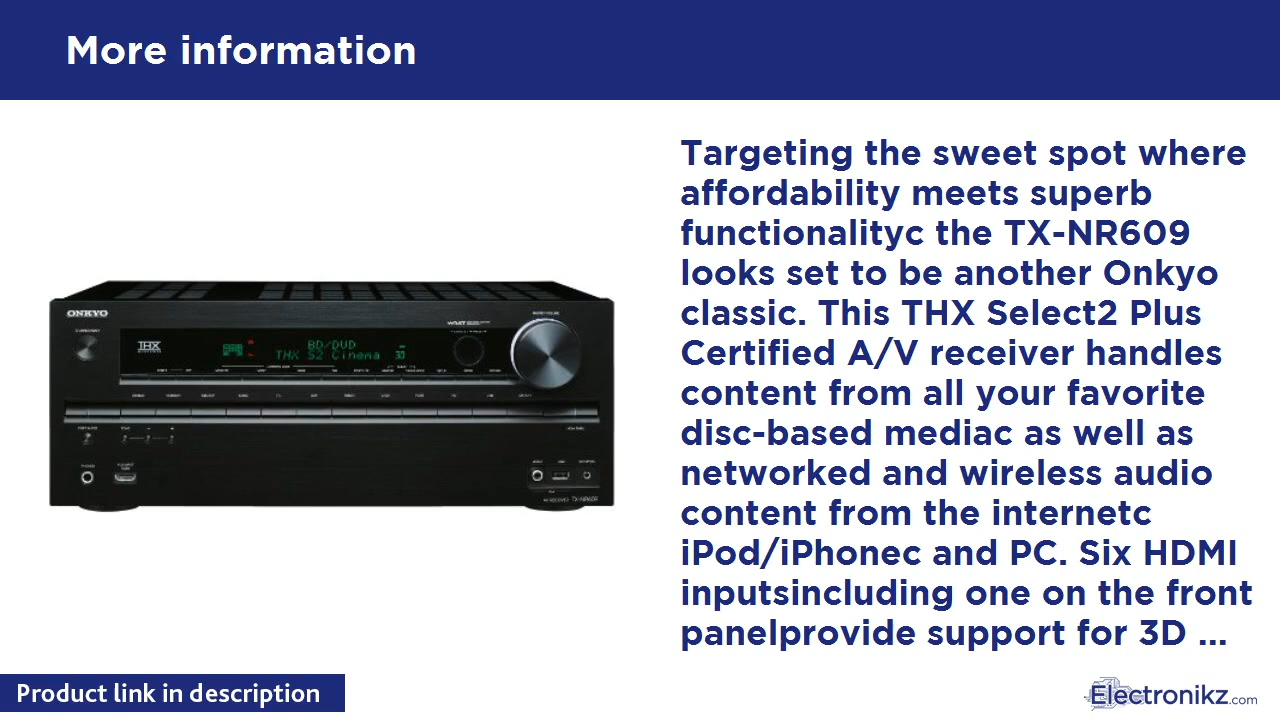 More information
Targeting the sweet spot where
affordability meets superb
functionalityc the TX-NR609
looks set to be another Onkyo
classic. This THX Select2 Plus
Certified A/V receiver handles
content from all your favorite
disc-based mediac as well as
networked and wireless audio
content from the internetc
iPod/iPhonec and PC. Six HDMI
inputsincluding one on the front
panelprovide support for 3D ...
ONKYO
THX
BD/DVD
THX S2 Cinema
30
TX-NR609
Product link in description
Electronikz.com